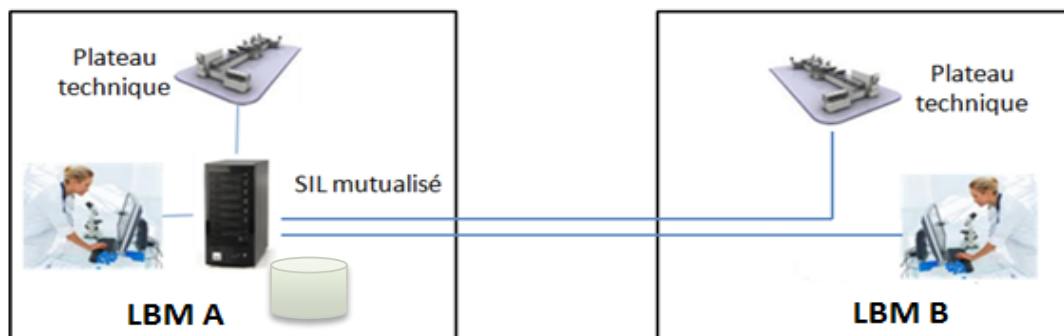 Plateau
technique
SIL mutualisé
LBM A
Plateau
technique
LBM B